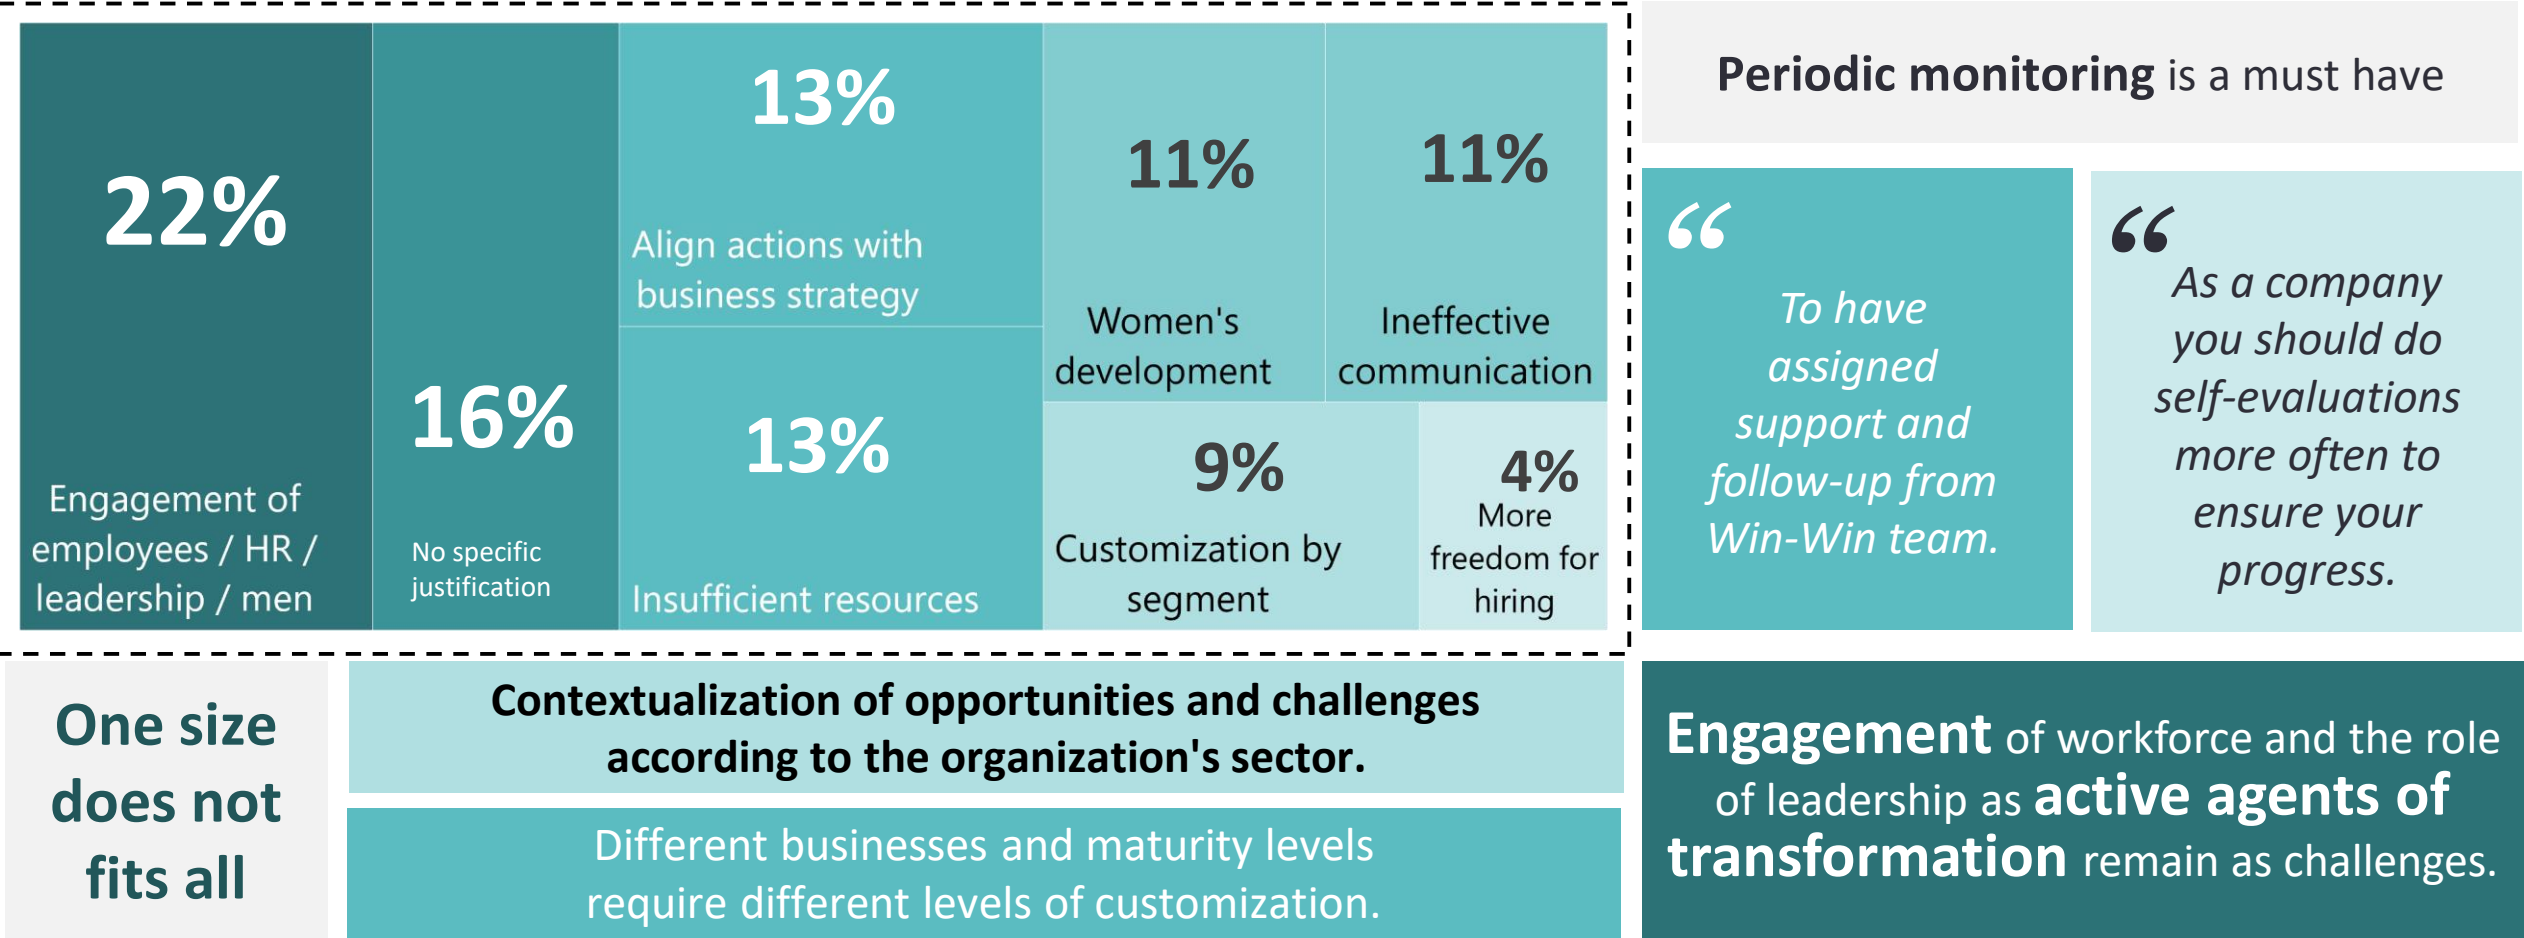 22%
Engagement of
employees / HR /
leadership / men
16%
No specific
justification
13%
Align actions with
business strategy
13%
Insufficient resources
11%
Women's
development
11%
Ineffective
communication
9%
Customization by
segment
4%
More
freedom for
hiring
Periodic monitoring is a must have
“
To have
assigned
support and
follow-up from
Win-Win team.
“
As a company
you should do
self-evaluations
more often to
ensure your
progress.
One size
does not
fits all
Contextualization of opportunities and challenges
according to the organization's sector.
Different businesses and maturity levels
require different levels of customization.
Engagement of workforce and the role
of leadership as active agents of
transformation remain as challenges.